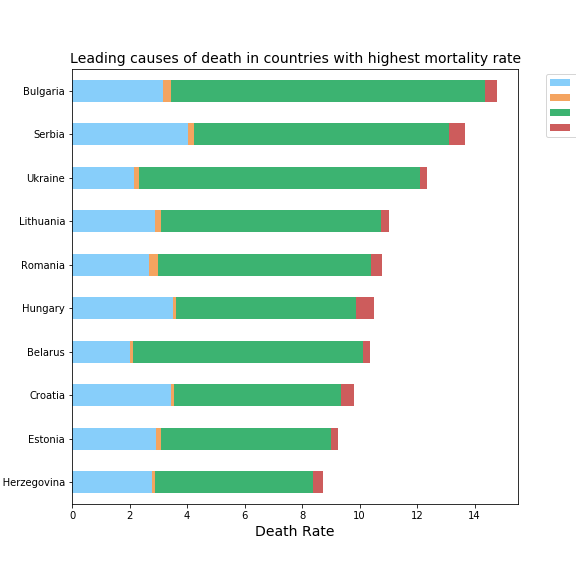 Leading causes of death in countries with highest mortality rate
Bulgaria
Serbia
Ukraine
Lithuania
Romania
Hungary
Belarus
Croatia
Estonia
Herzegovina
0 2 4 6 8 10 12 14
Death Rate